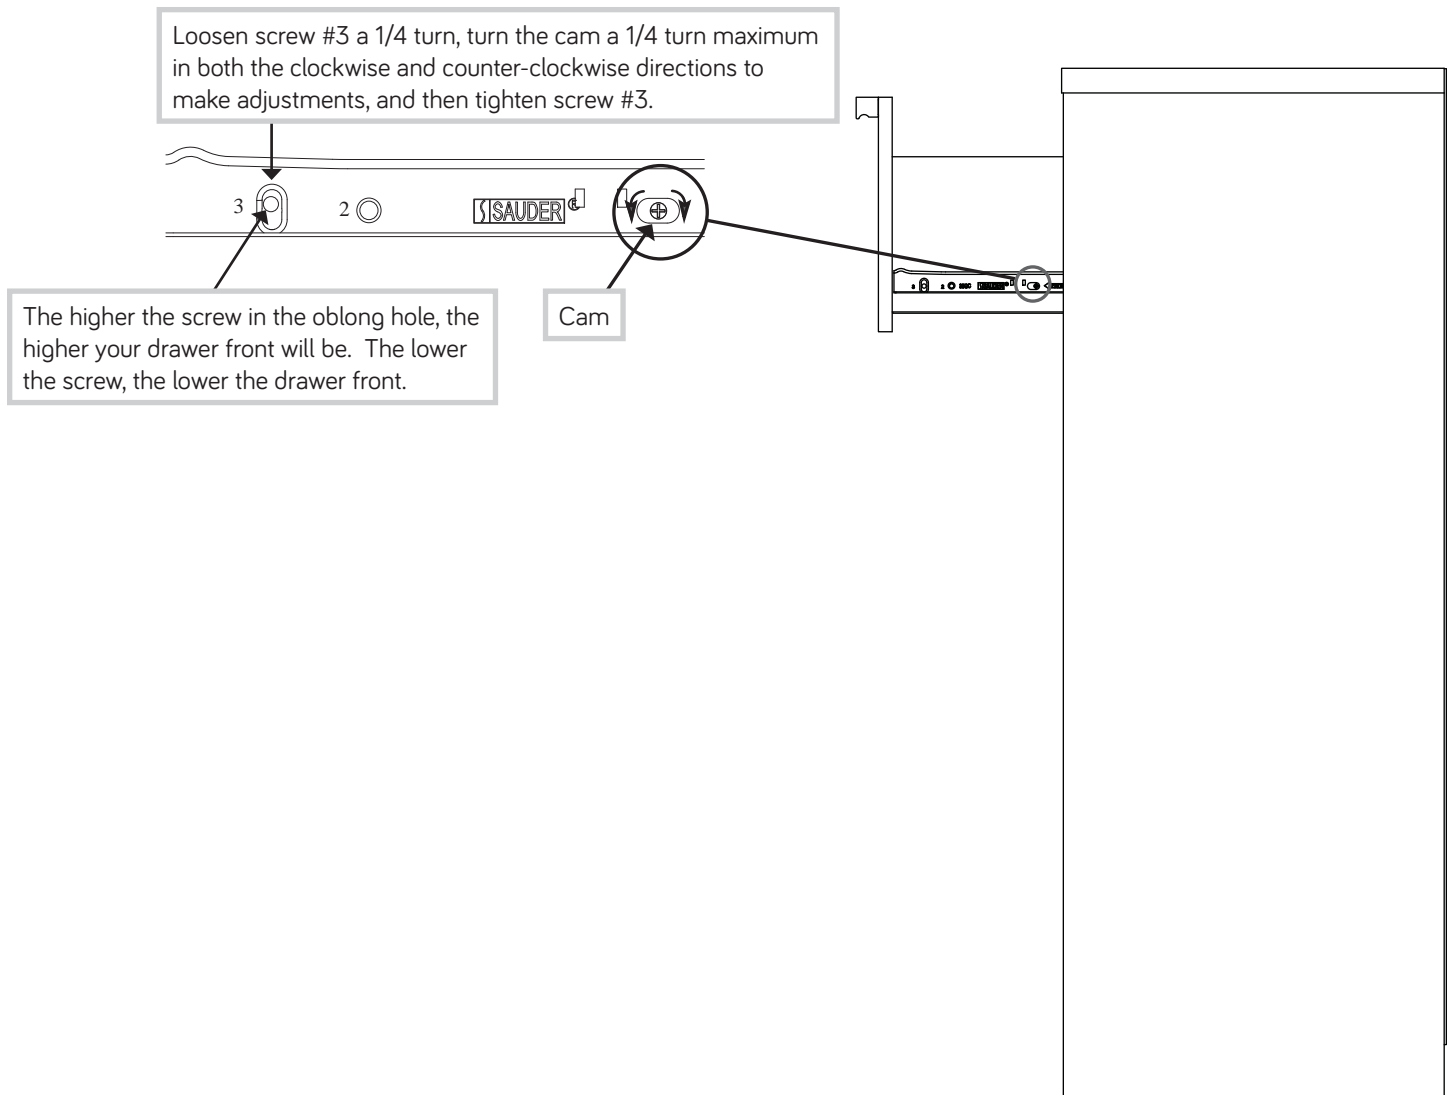 Loosen screw #3 a 1/4 turn, turn the cam a 1/4 turn maximum
in both the clockwise and counter-clockwise directions to
make adjustments, and then tighten screw #3.
3
2
SAUDER®
The higher the screw in the oblong hole, the
higher your drawer front will be.  The lower
the screw, the lower the drawer front.
Cam
3
2